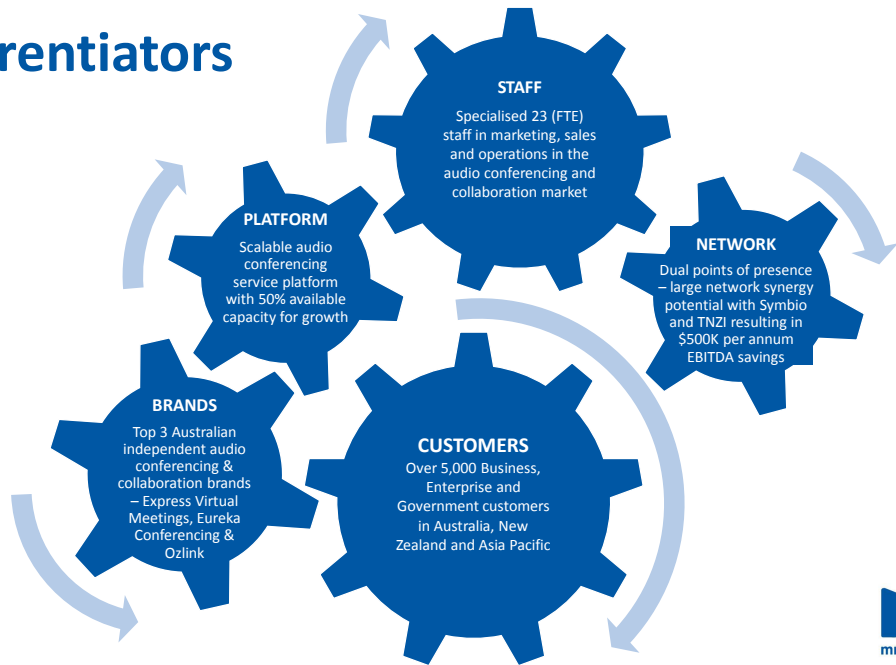 rentiators
STAFF
Specialised 23 (FTE)
staff in marketing, sales
and operations in the
audio conferencing and
collaboration market
PLATFORM
Scalable audio
conferencing
service platform
with 50% available
capacity for growth
NETWORK
Dual points of presence
– large network synergy
potential with Symbio
and TNZI resulting in
$500K per annum
EBITDA savings
BRANDS
Top 3 Australian
independent audio
conferencing &
collaboration brands
– Express Virtual
Meetings, Eureka
Conferencing &
Ozlink
CUSTOMERS
Over 5,000 Business,
Enterprise and
Government customers
in Australia, New
Zealand and Asia Pacific